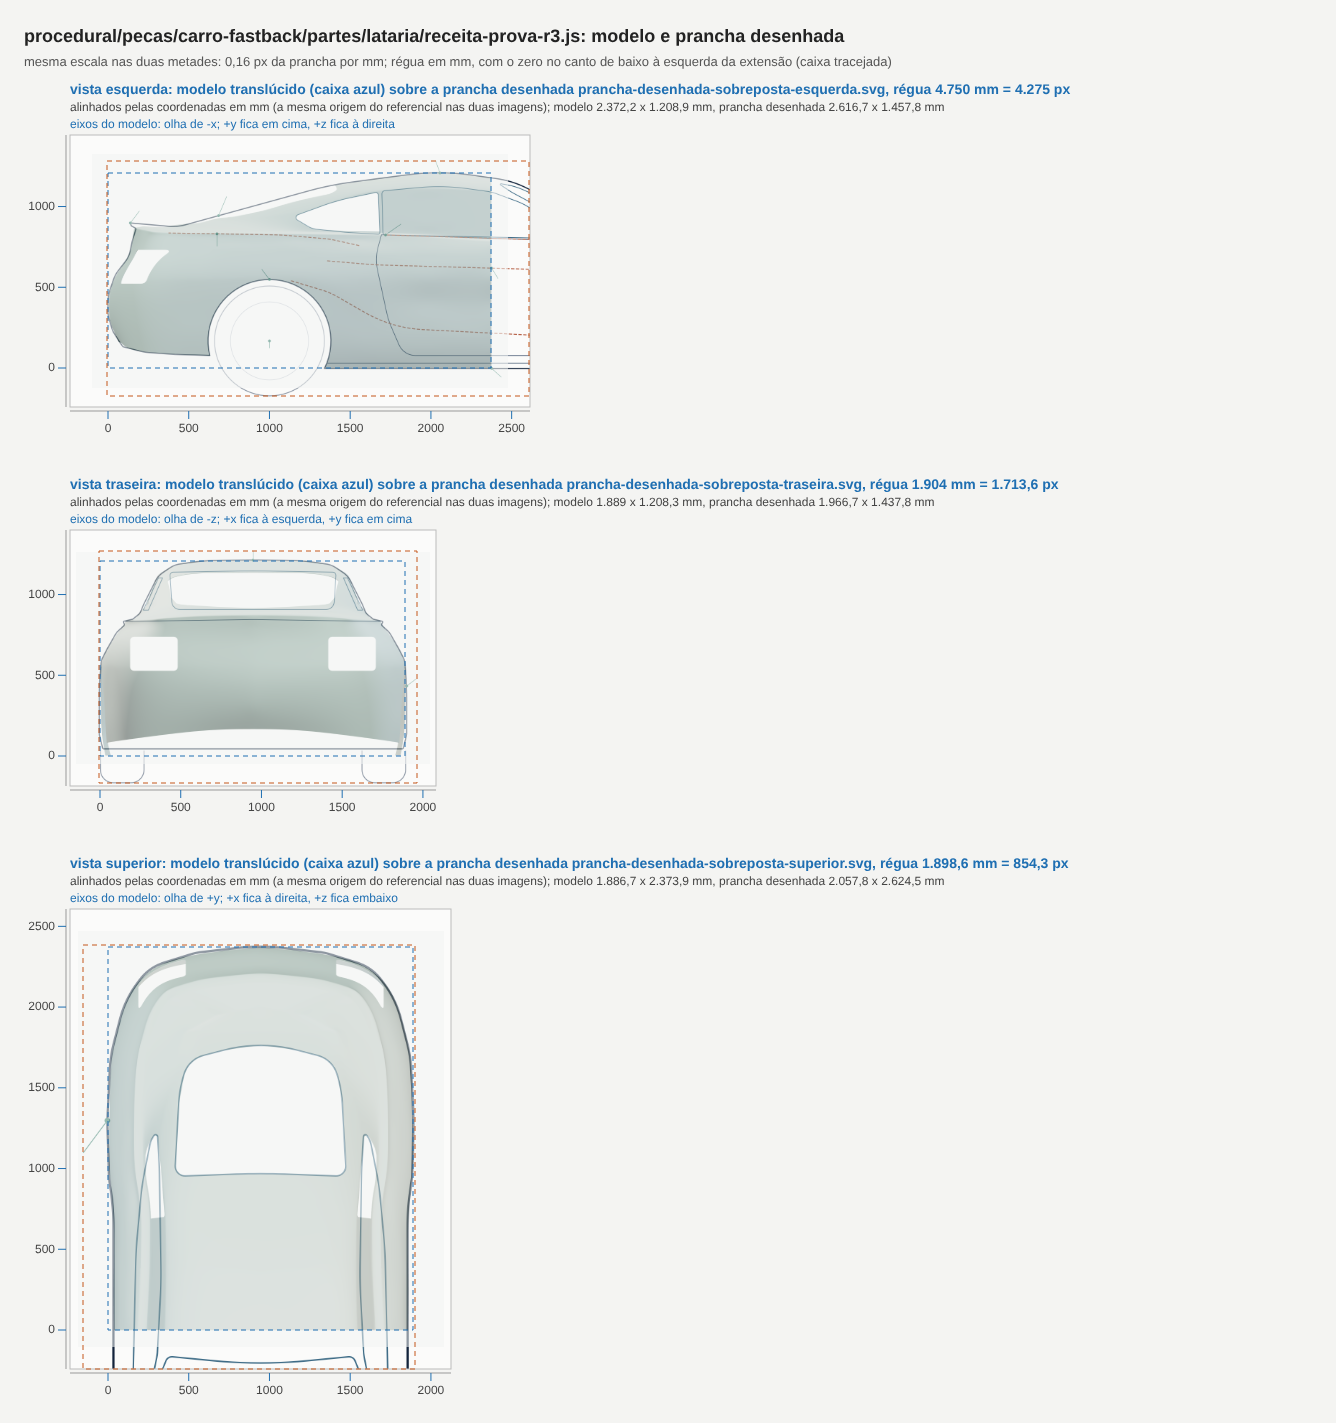 procedural/pecas/carro-fastback/partes/lataria/receita-prova-r3.js: modelo e prancha desenhada
mesma escala nas duas metades: 0,16 px da prancha por mm; régua em mm, com o zero no canto de baixo à esquerda da extensão (caixa tracejada)
vista esquerda: modelo translúcido (caixa azul) sobre a prancha desenhada prancha-desenhada-sobreposta-esquerda.svg, régua 4.750 mm = 4.275 px
alinhados pelas coordenadas em mm (a mesma origem do referencial nas duas imagens); modelo 2.372,2 x 1.208,9 mm, prancha desenhada 2.616,7 x 1.457,8 mm
eixos do modelo: olha de -x; +y fica em cima, +z fica à direita
1000
500
0
0 500 1000 1500 2000 2500
vista traseira: modelo translúcido (caixa azul) sobre a prancha desenhada prancha-desenhada-sobreposta-traseira.svg, régua 1.904 mm = 1.713,6 px
alinhados pelas coordenadas em mm (a mesma origem do referencial nas duas imagens); modelo 1.889 x 1.208,3 mm, prancha desenhada 1.966,7 x 1.437,8 mm
eixos do modelo: olha de -z; +x fica à esquerda, +y fica em cima
1000
500
0
0 500 1000 1500 2000
vista superior: modelo translúcido (caixa azul) sobre a prancha desenhada prancha-desenhada-sobreposta-superior.svg, régua 1.898,6 mm = 854,3 px
alinhados pelas coordenadas em mm (a mesma origem do referencial nas duas imagens); modelo 1.886,7 x 2.373,9 mm, prancha desenhada 2.057,8 x 2.624,5 mm
eixos do modelo: olha de +y; +x fica à direita, +z fica embaixo
2500
2000
1500
1000
500
0
0 500 1000 1500 2000